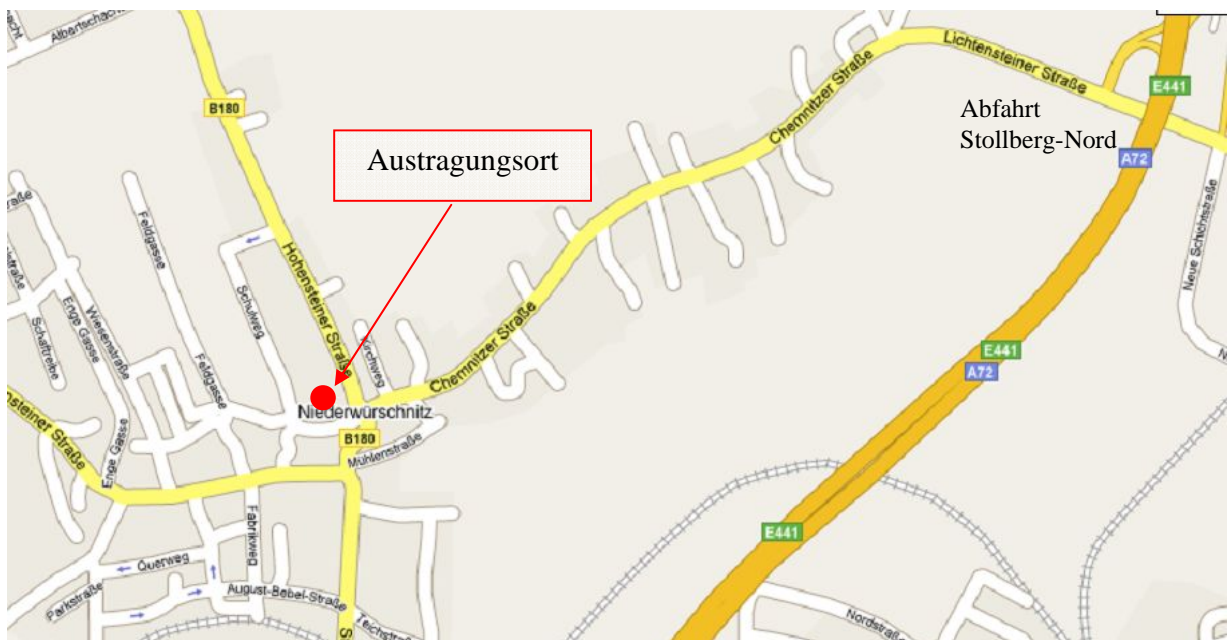 Albertschacht
Lichtensteiner Straße
E441
B180
Abfahrt
Stollberg-Nord
Chemnitzer Straße
A72
Austragungsort
Feldgasse
Hohensteiner Straße
Neue Schichtstraße
Schulweg
Wiesenstraße
Enge Gasse
Schaftreibe
Kirchweg
Feldgasse
Chemnitzer Straße
E441
A72
Niederwürschnitz
B180
Mühlenstraße
Enge Gasse
E441
Fabrikweg
Querweg
August-Bebel-Straße
Parkstraße
Nordstraße